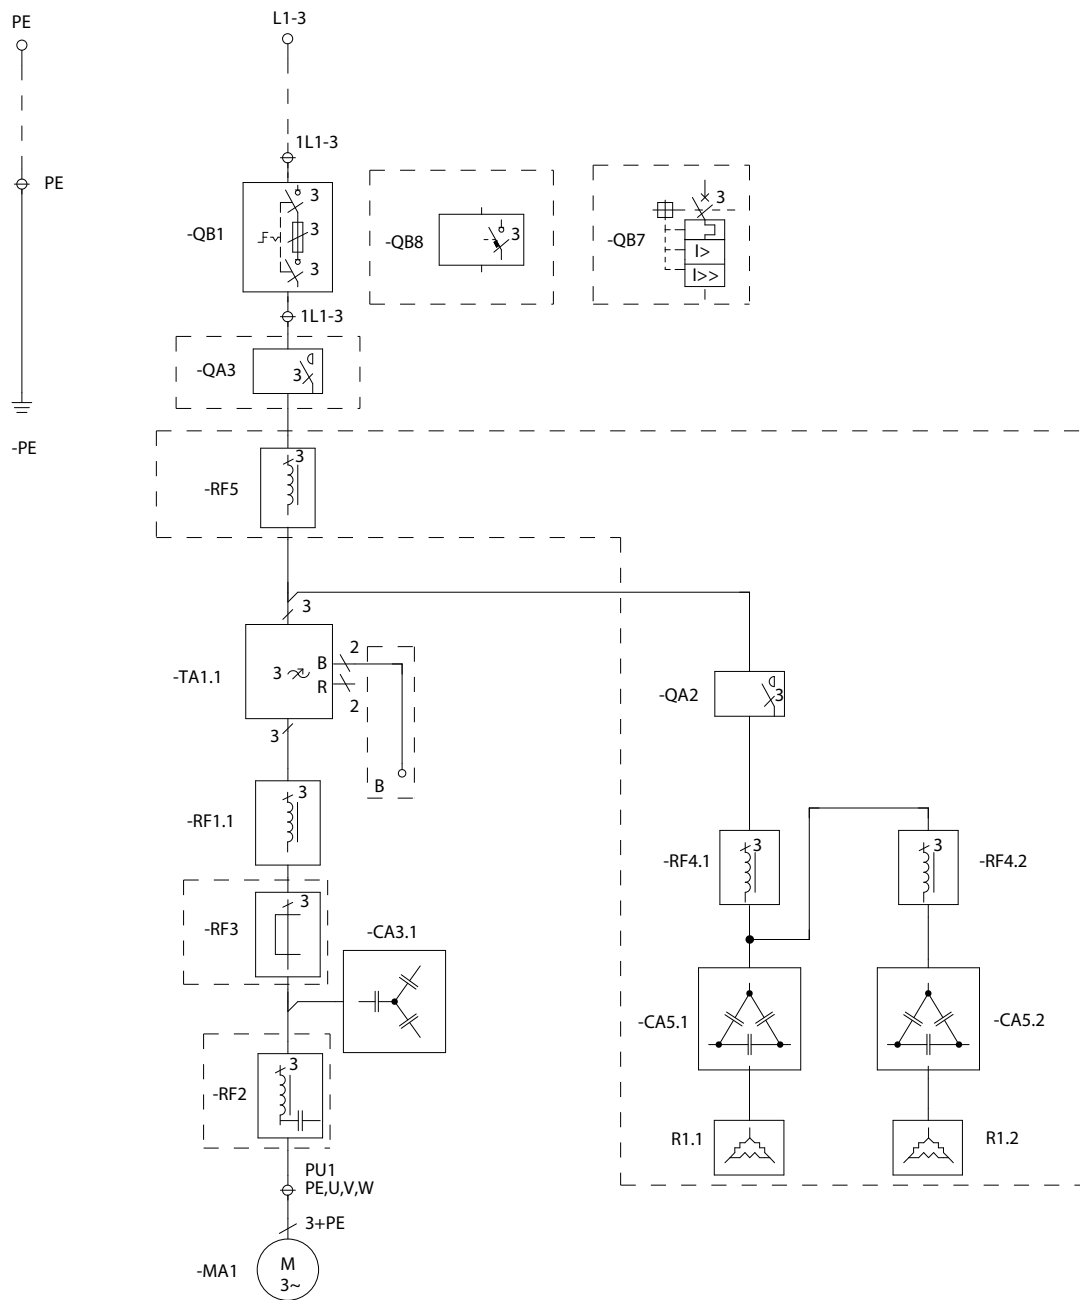 PE
L1-3
1L1-3
PE
-QB1
3
3
3
-QB8
3
-QB7
3
I>
I>>
1L1-3
-QA3
3
-PE
-RF5
3
3
-TA1.1
3
B
R
2
2
3
B
-QA2
3
-RF1.1
3
-RF4.1
3
3
-RF4.2
-RF3
3
-CA3.1
-CA5.1
-CA5.2
-RF2
3
R1.1
R1.2
PU1
PE,U,V,W
3+PE
-MA1
M
3~